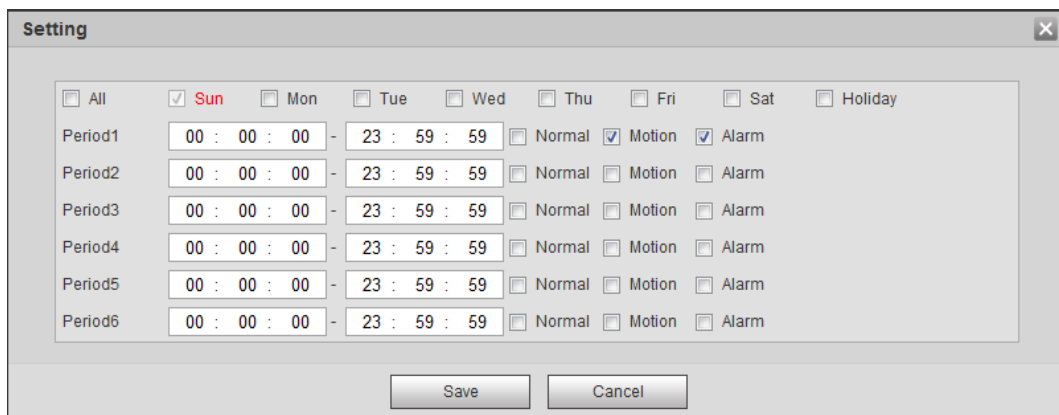 Setting
All Sun Mon Tue Wed Thu Fri Sat Holiday
Period1 00 : 00 : 00 - 23 : 59 : 59 Normal Motion Alarm
Period2 00 : 00 : 00 - 23 : 59 : 59 Normal Motion Alarm
Period3 00 : 00 : 00 - 23 : 59 : 59 Normal Motion Alarm
Period4 00 : 00 : 00 - 23 : 59 : 59 Normal Motion Alarm
Period5 00 : 00 : 00 - 23 : 59 : 59 Normal Motion Alarm
Period6 00 : 00 : 00 - 23 : 59 : 59 Normal Motion Alarm
Save Cancel